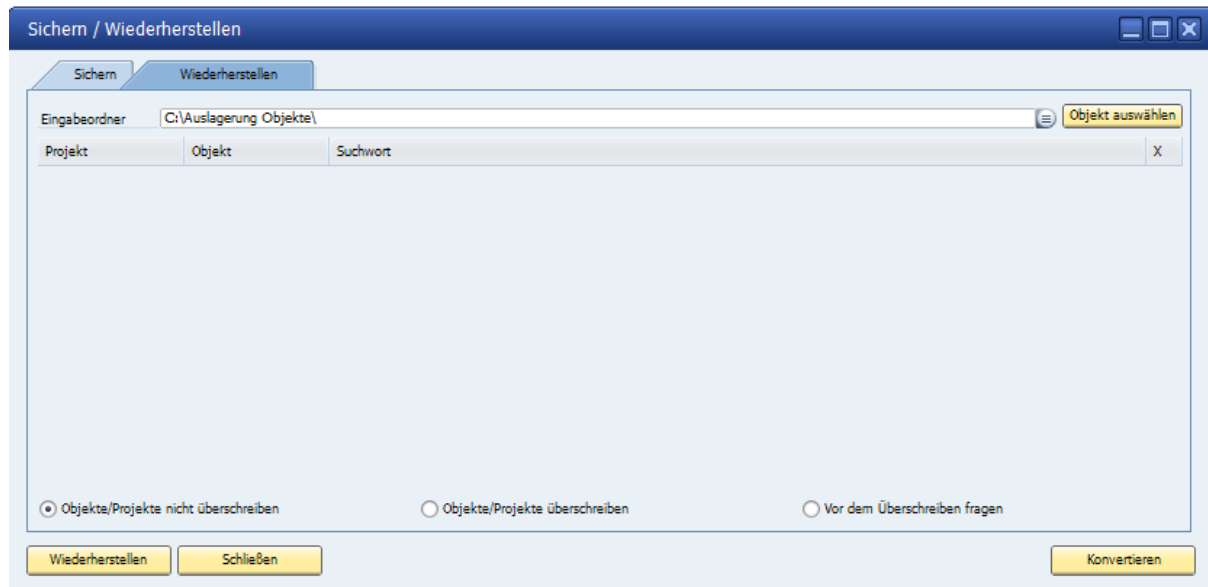 Sichern / Wiederherstellen
Sichern Wiederherstellen
Eingabeordner C:\Auslagerung Objekte\ Objekt auswählen
Projekt Objekt Suchwort X
Objekte/Projekte nicht überschreiben Objekte/Projekte überschreiben Vor dem Überschreiben fragen
Wiederherstellen Schließen Konvertieren